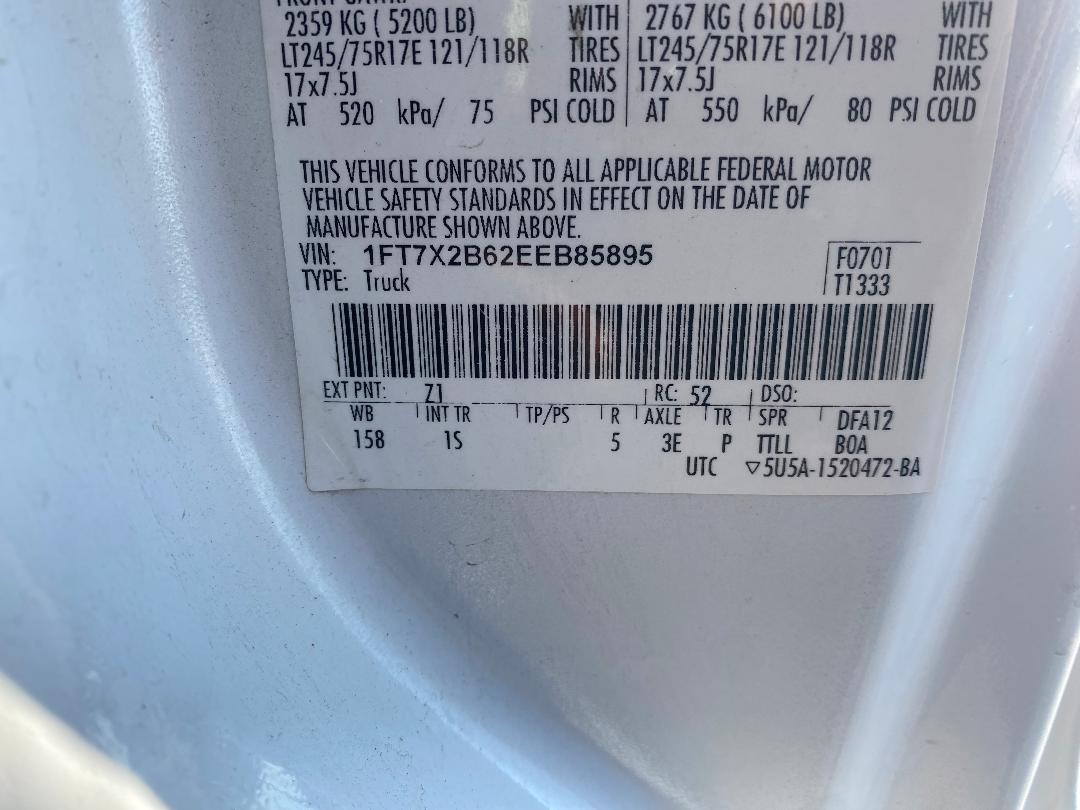 2359 KG ( 5200 LB) WITH 2767 KG ( 6100 LB) WITH
LT245/75R17E 121/118R TIRES LT245/75R17E 121/118R TIRES
17x7.5J RIMS 17x7.5J RIMS
AT 520 kPa/ 75 PSI COLD AT 550 kPa/ 80 PSI COLD
THIS VEHICLE CONFORMS TO ALL APPLICABLE FEDERAL MOTOR
VEHICLE SAFETY STANDARDS IN EFFECT ON THE DATE OF
MANUFACTURE SHOWN ABOVE.
VIN: 1FT7X2B62EEB85895 F0701
TYPE: Truck T1333
EXT PNT: Z1 RC: 52 DSO:
WB INT TR TP/PS R AXLE TR SPR DFA12
158 1S 5 3E P TTLL B0A
UTC ▽5U5A-1520472-BA